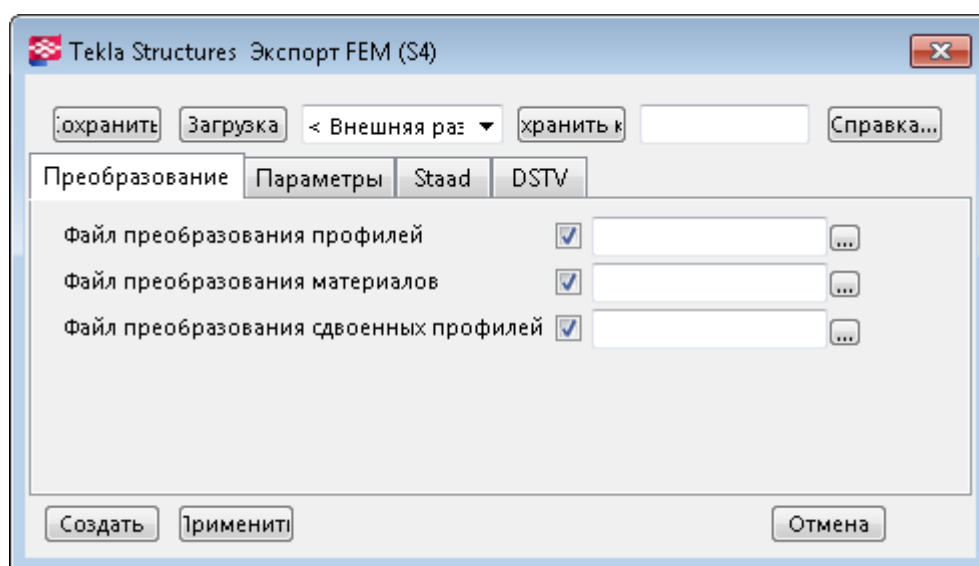 Tekla Structures Экспорт FEM (S4)
охранить Загрузка < Внешняя раз хранить к Справка...
Преобразование Параметры Staad DSTV
Файл преобразования профилей ...
Файл преобразования материалов ...
Файл преобразования сдвоенных профилей ...
Создать Применить Отмена